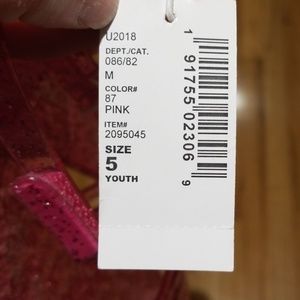 U2018
DEPT./CAT.
086/82
M
COLOR#
87
PINK
ITEM#
2095045
SIZE
5
YOUTH
1 91755 02306 9